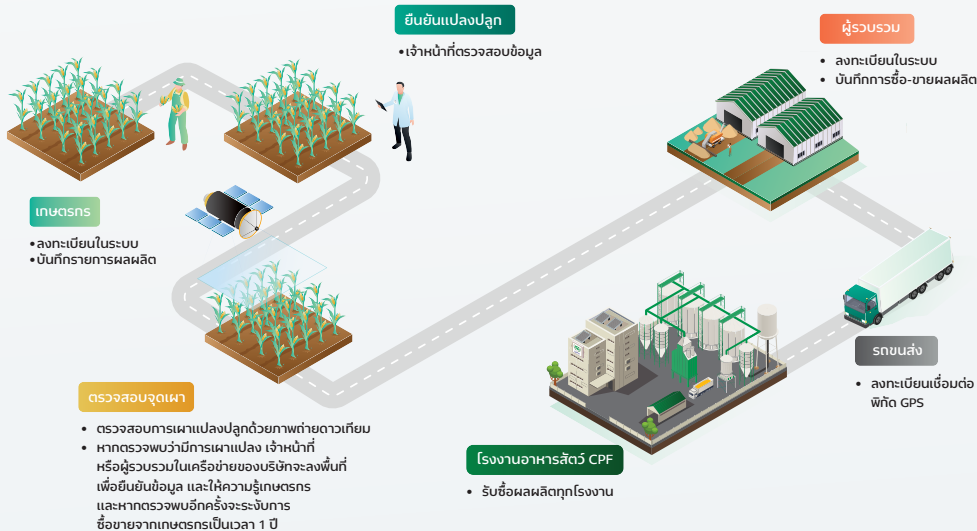 ยืนยันแปลงปลูก
• เจ้าหน้าที่ตรวจสอบข้อมูล
ผู้รวบรวม
• ลงทะเบียนในระบบ
• บันทึกการซื้อ-ขายผลผลิต
เกษตรกร
• ลงทะเบียนในระบบ
• บันทึกรายการผลผลิต
รถขนส่ง
• ลงทะเบียนเชื่อมต่อ
พิกัด GPS
ตรวจสอบจุดเผา
• ตรวจสอบการเผาแปลงปลูกด้วยภาพถ่ายดาวเทียม
• หากตรวจพบว่ามีการเผาแปลง เจ้าหน้าที่
หรือผู้รวบรวมในเครือข่ายของบริษัทจะลงพื้นที่
เพื่อยืนยันข้อมูล และให้ความรู้เกษตรกร
และหากตรวจพบอีกครั้งจะระงับการ
ซื้อขายจากเกษตรกรเป็นเวลา 1 ปี
โรงงานอาหารสัตว์ CPF
• รับซื้อผลผลิตทุกโรงงาน